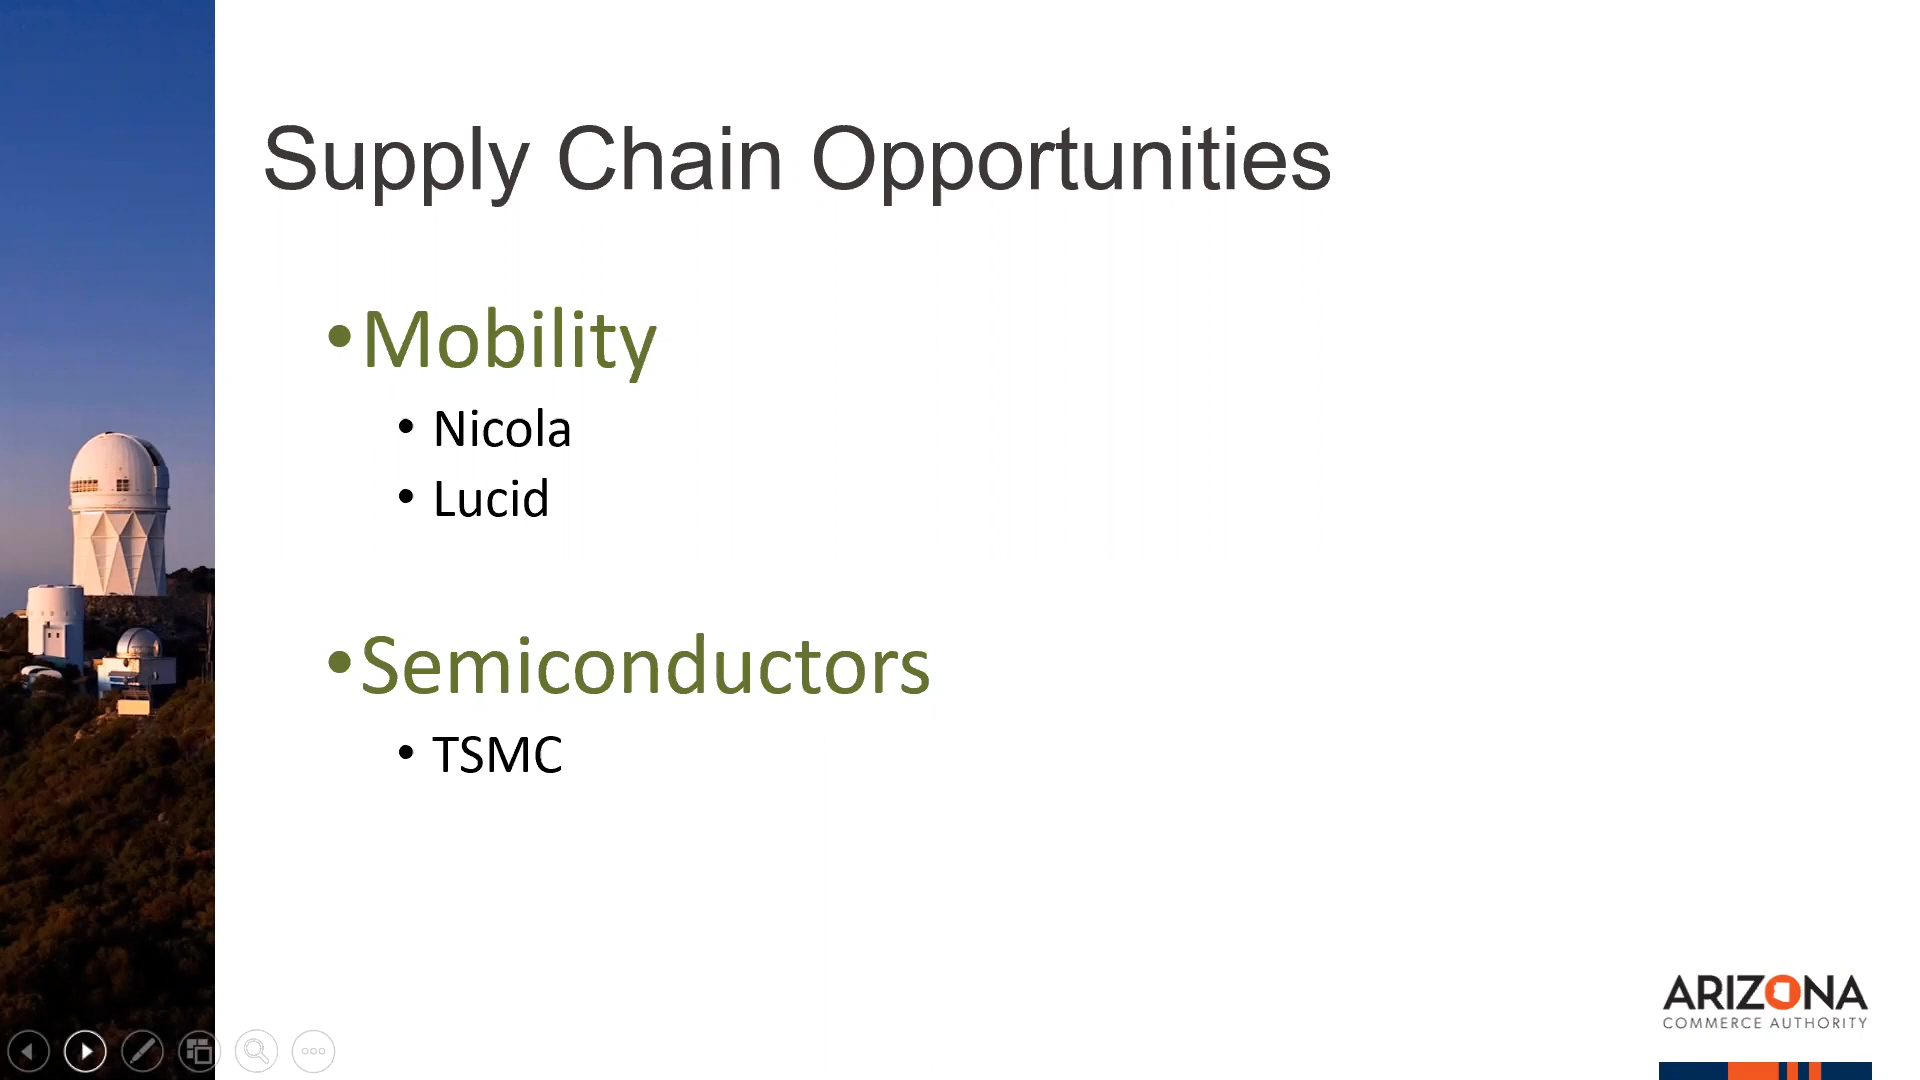 Supply Chain Opportunities
•Mobility
• Nicola
• Lucid
•Semiconductors
• TSMC
ARIZONA
COMMERCE AUTHORITY